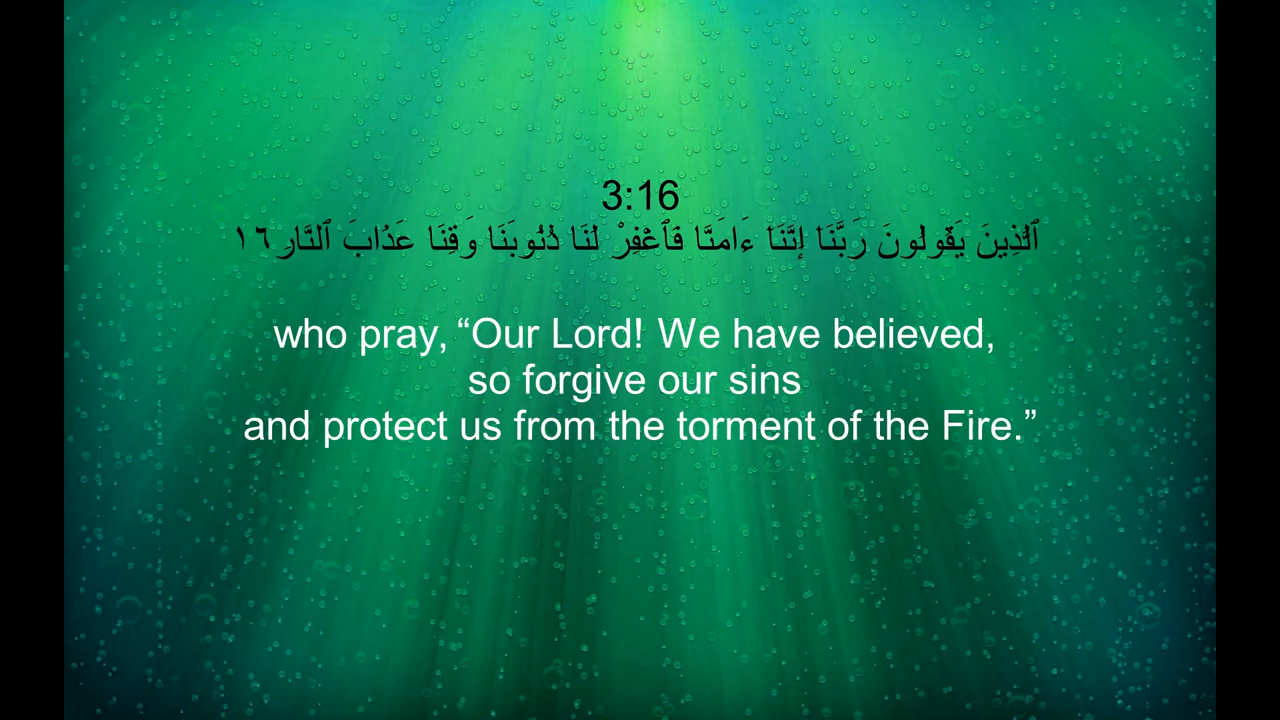 3:16
ٱلَّذِينَ يَقُولُونَ رَبَّنَآ إِنَّنَآ ءَامَنَّا فَٱغْفِرْ لَنَا ذُنُوبَنَا وَقِنَا عَذَابَ ٱلنَّارِ ١٦
who pray, “Our Lord! We have believed,
so forgive our sins
and protect us from the torment of the Fire.”